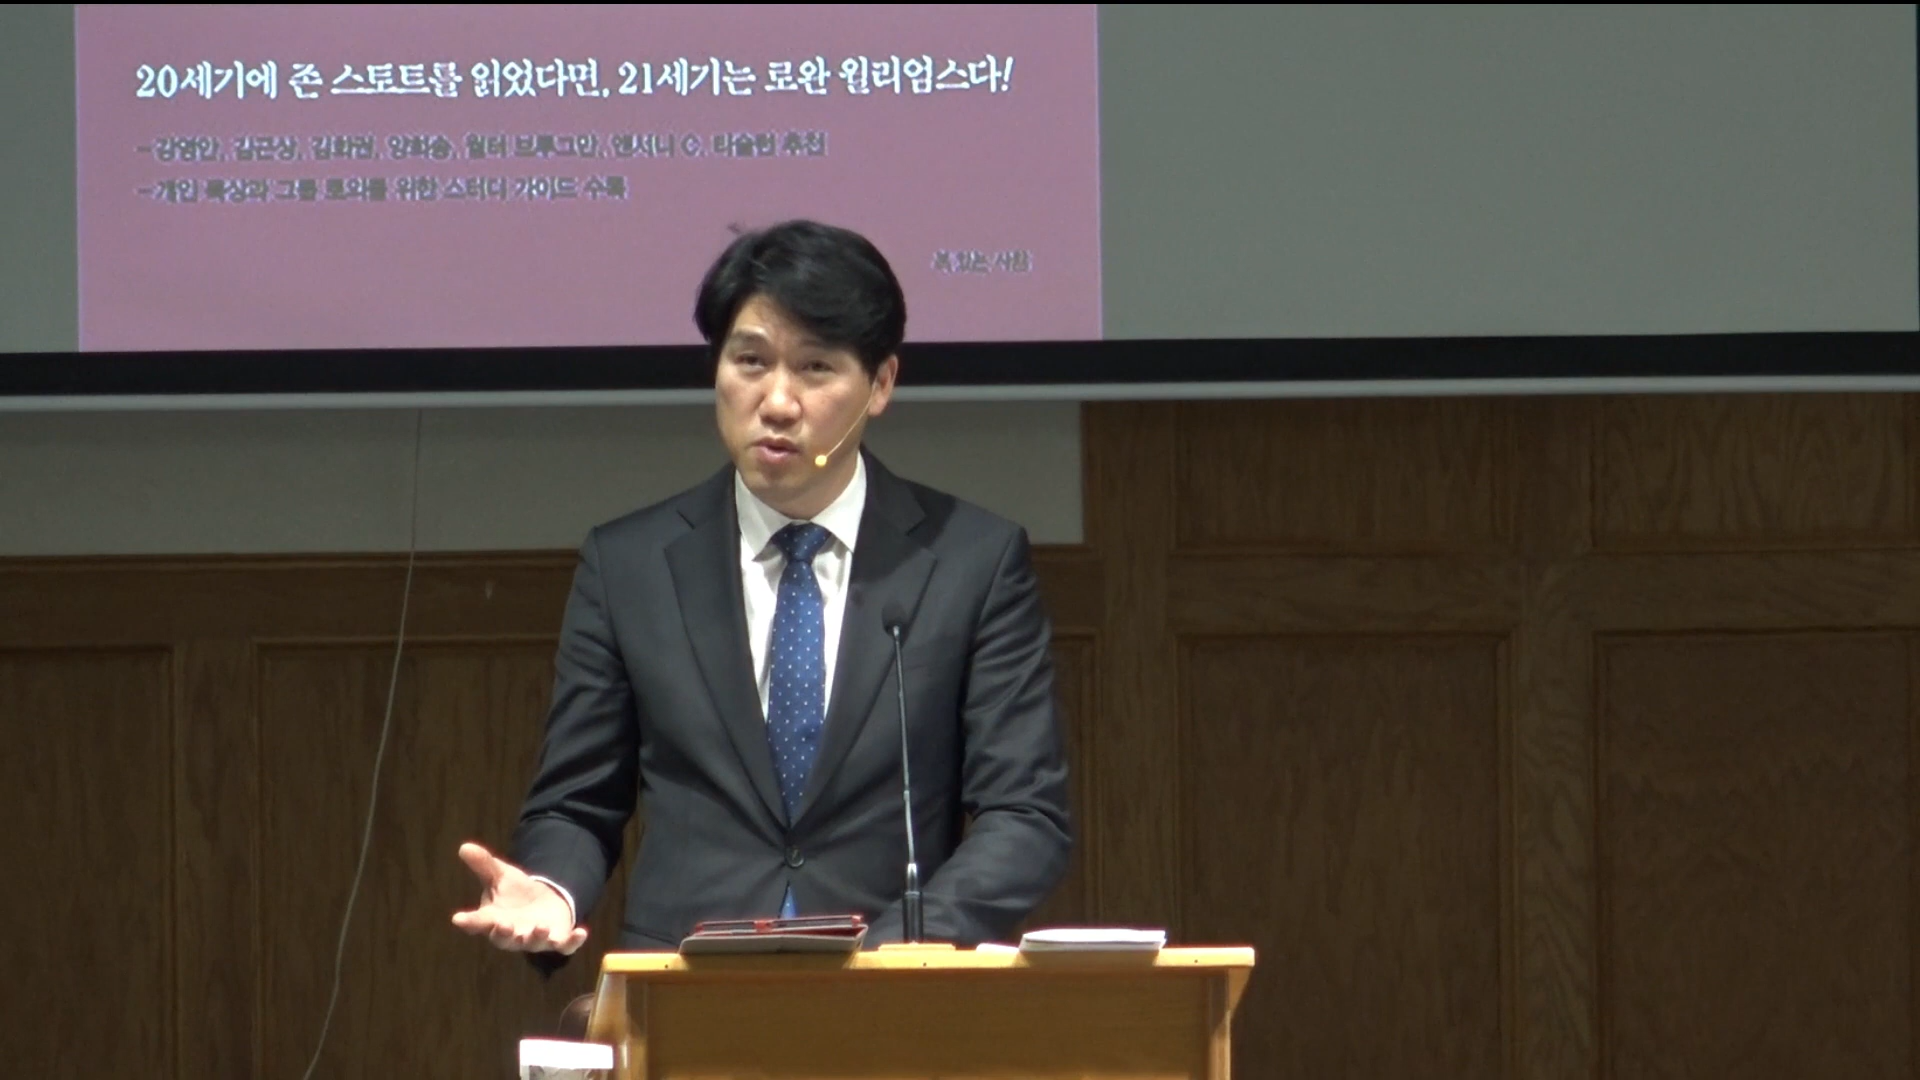 20세기에 존 스토트를 읽었다면, 21세기는 로완 윌리엄스다!
- 강영안, 김근상, 김회권, 양희송, 월터 브루그만, 앤서니 C. 티슬턴 추천
- 개인 묵상과 그룹 토의를 위한 스터디 가이드 수록
복 있는 사람